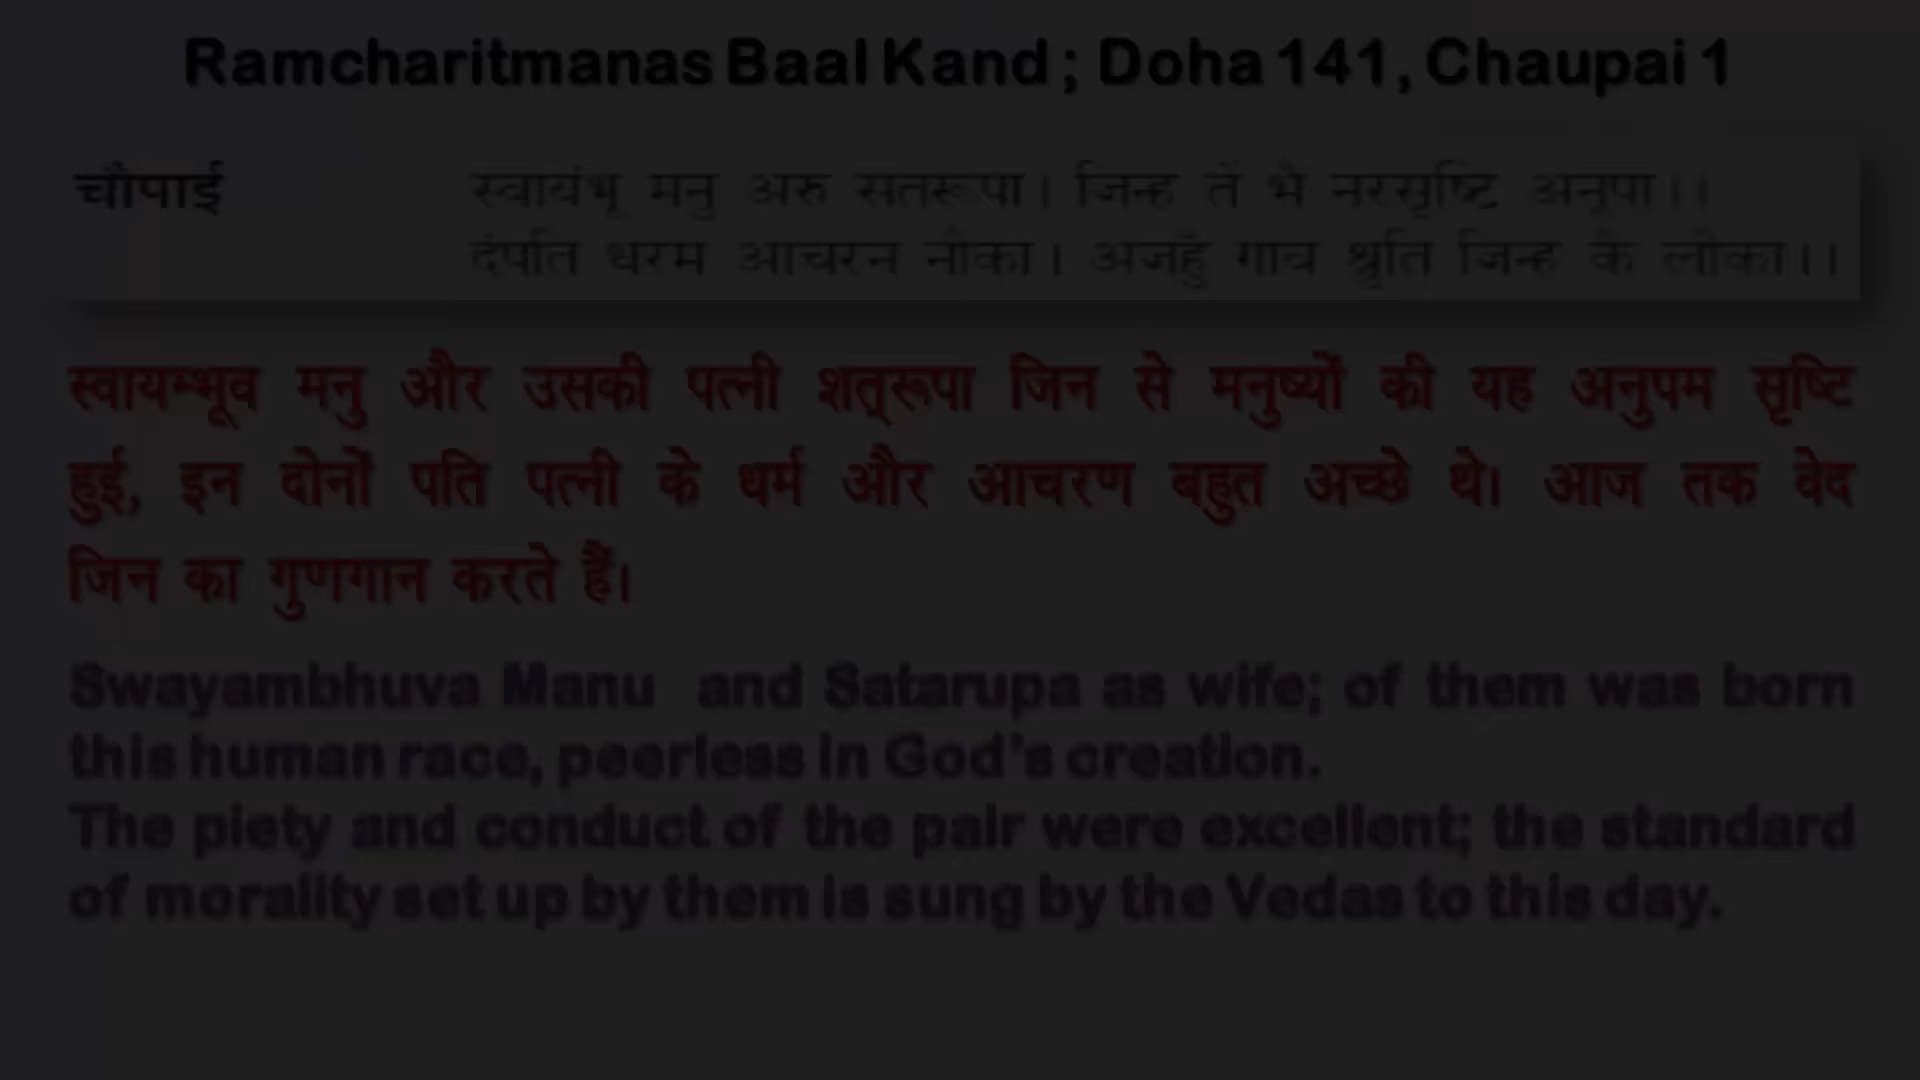 Ramcharitmanas Baal Kand ; Doha 141, Chaupai 1
चौपाई स्वायंभू मनु अरु सतरूपा। जिन्ह तें भै नरसृष्टि अनूपा।।
दंपति धरम आचरन नीका। अजहुँ गाव श्रुति जिन्ह कै लीका।।
स्वायम्भूव मनु और उसकी पत्नी शत्रूपा जिन से मनुष्यों की यह अनुपम सृष्टि
हुई, इन दोनों पति पत्नी के धर्म और आचरण बहुत अच्छे थे। आज तक वेद
जिन का गुणगान करते हैं।
Swayambhuva Manu and Satarupa as wife; of them was born
this human race, peerless in God's creation.
The piety and conduct of the pair were excellent; the standard
of morality set up by them is sung by the Vedas to this day.